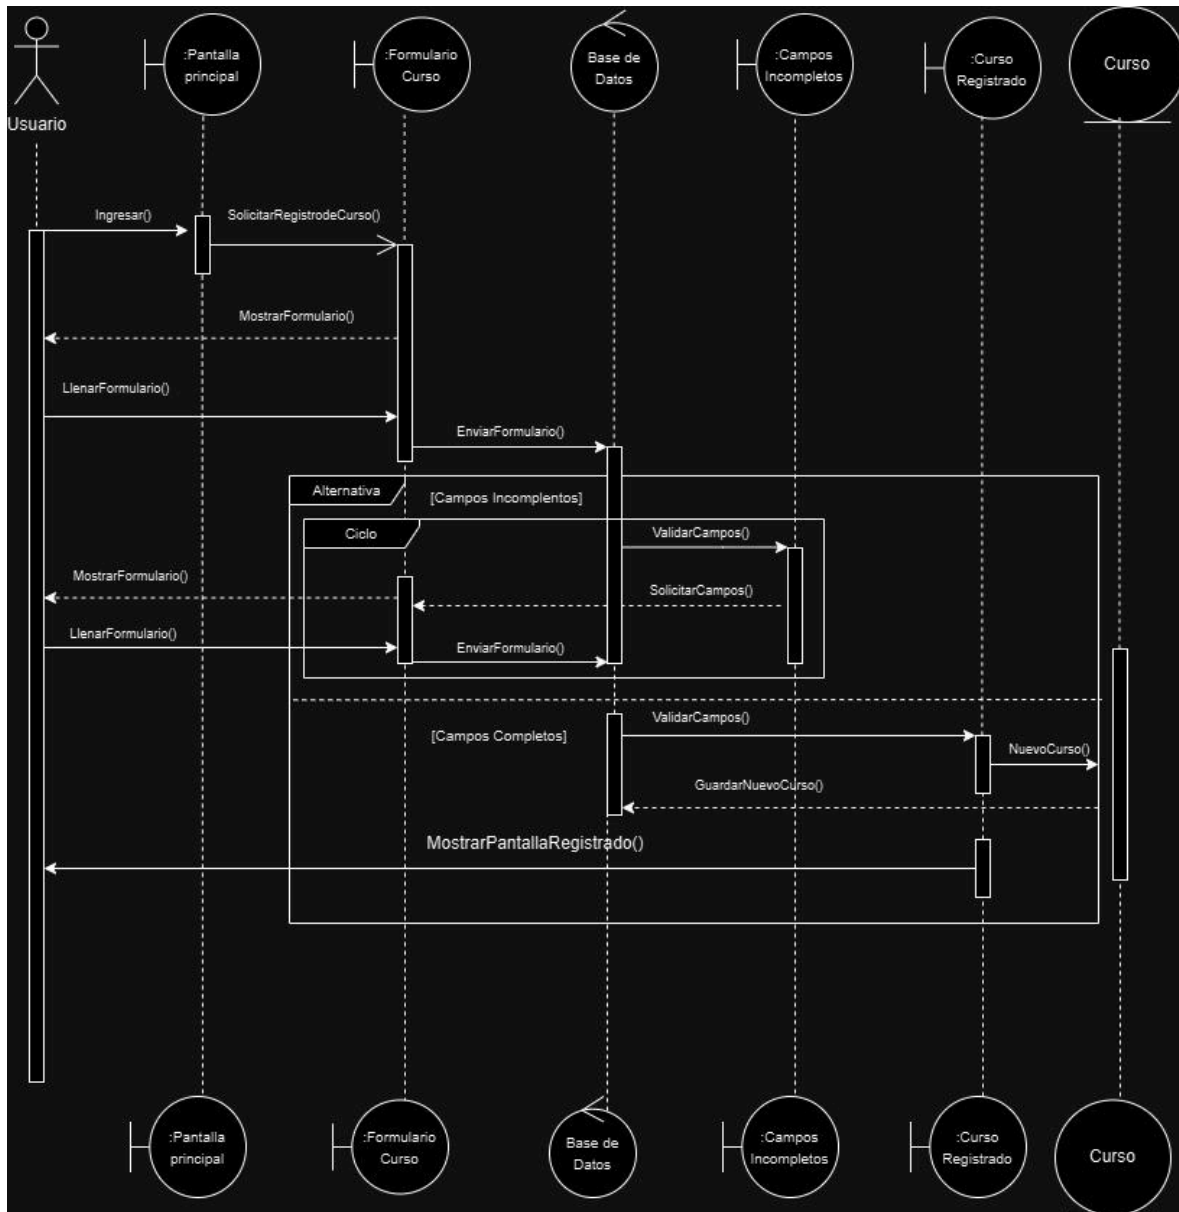 :Pantalla
principal
:Formulario
Curso
Base de
Datos
:Campos
Incompletos
:Curso
Registrado
Curso
Usuario
Ingresar()
SolicitarRegistrodeCurso()
MostrarFormulario()
LlenarFormulario()
EnviarFormulario()
Alternativa
[Campos Incomplentos]
Ciclo
ValidarCampos()
MostrarFormulario()
SolicitarCampos()
LlenarFormulario()
EnviarFormulario()
ValidarCampos()
[Campos Completos]
NuevoCurso()
GuardarNuevoCurso()
MostrarPantallaRegistrado()
:Pantalla
principal
:Formulario
Curso
Base de
Datos
:Campos
Incompletos
:Curso
Registrado
Curso